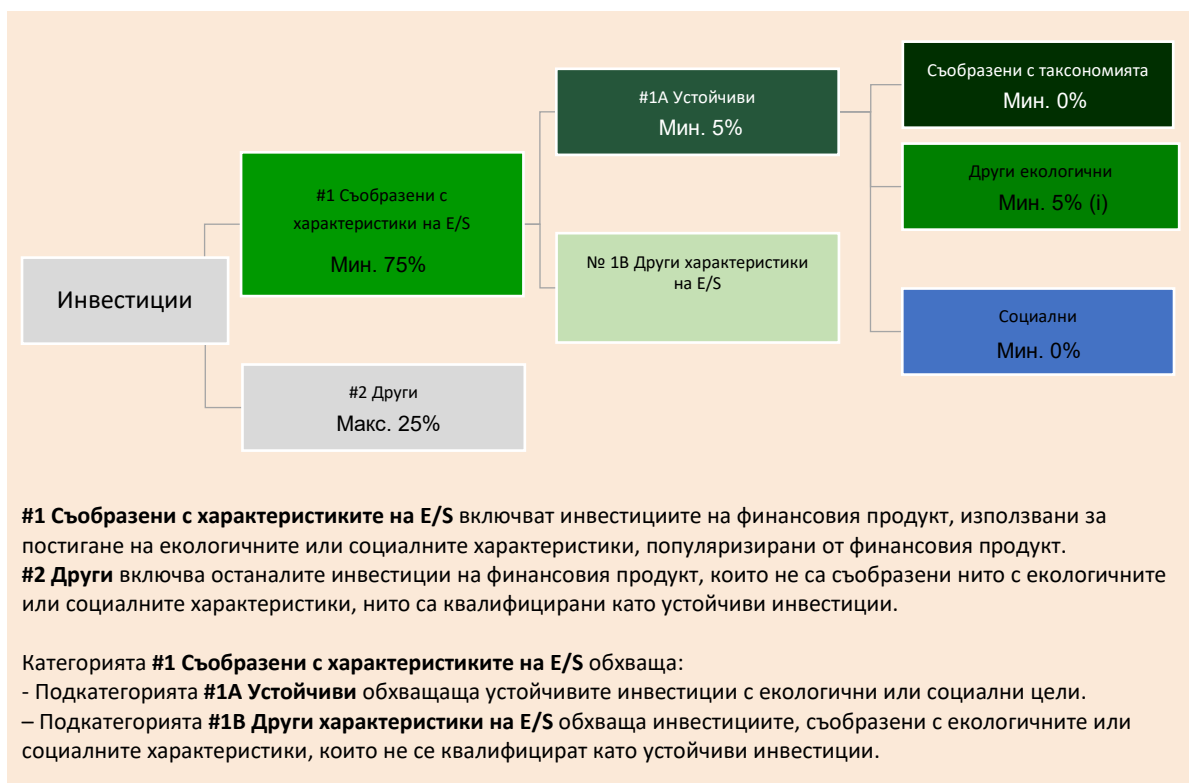 Съобразени с таксономията
Мин. 0%
#1А Устойчиви
Мин. 5%
Други екологични
Мин. 5% (i)
#1 Съобразени с
характеристики на E/S
Мин. 75%
№ 1В Други характеристики
на E/S
Инвестиции
Социални
Мин. 0%
#2 Други
Макс. 25%
#1 Съобразени с характеристиките на E/S включват инвестициите на финансовия продукт, използвани за
постигане на екологичните или социалните характеристики, популяризирани от финансовия продукт.
#2 Други включва останалите инвестиции на финансовия продукт, които не са съобразени нито с екологичните
или социалните характеристики, нито са квалифицирани като устойчиви инвестиции.
Категорията #1 Съобразени с характеристиките на E/S обхваща:
- Подкатегорията #1А Устойчиви обхващаща устойчивите инвестиции с екологични или социални цели.
– Подкатегорията #1В Други характеристики на E/S обхваща инвестициите, съобразени с екологичните или
социалните характеристики, които не се квалифицират като устойчиви инвестиции.